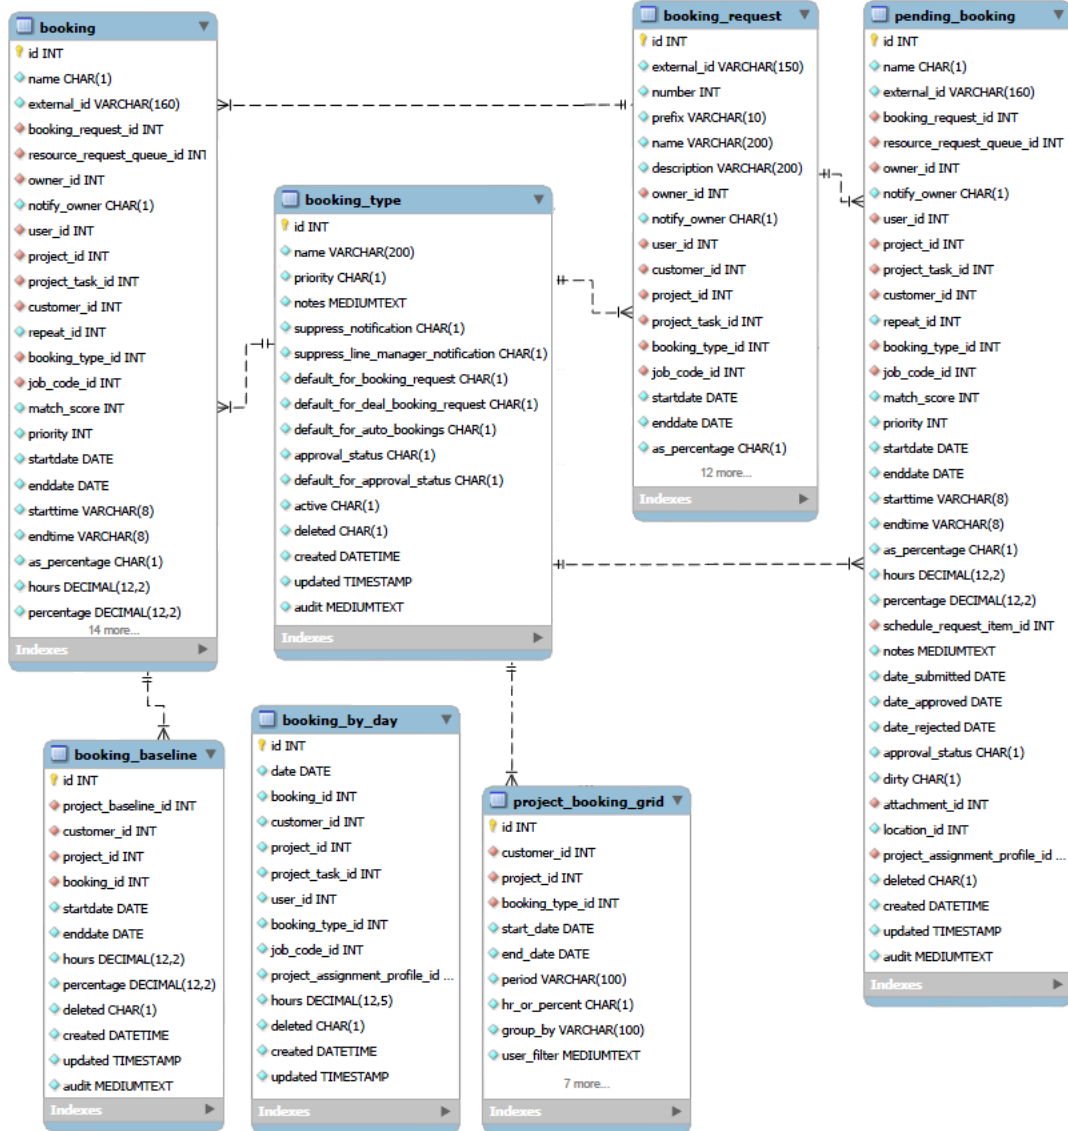 booking
id INT
name CHAR(1)
external_id VARCHAR(160)
booking_request_id INT
resource_request_queue_id INT
owner_id INT
notify_owner CHAR(1)
user_id INT
project_id INT
project_task_id INT
customer_id INT
repeat_id INT
booking_type_id INT
job_code_id INT
match_score INT
priority INT
startdate DATE
enddate DATE
starttime VARCHAR(8)
endtime VARCHAR(8)
as_percentage CHAR(1)
hours DECIMAL(12,2)
percentage DECIMAL(12,2)
14 more...
Indexes
booking_type
id INT
name VARCHAR(200)
priority CHAR(1)
notes MEDIUMTEXT
suppress_notification CHAR(1)
suppress_line_manager_notification CHAR(1)
default_for_booking_request CHAR(1)
default_for_deal_booking_request CHAR(1)
default_for_auto_bookings CHAR(1)
approval_status CHAR(1)
default_for_approval_status CHAR(1)
active CHAR(1)
deleted CHAR(1)
created DATETIME
updated TIMESTAMP
audit MEDIUMTEXT
Indexes
booking_request
id INT
external_id VARCHAR(150)
number INT
prefix VARCHAR(10)
name VARCHAR(200)
description VARCHAR(200)
owner_id INT
notify_owner CHAR(1)
user_id INT
customer_id INT
project_id INT
project_task_id INT
booking_type_id INT
job_code_id INT
startdate DATE
enddate DATE
as_percentage CHAR(1)
12 more...
Indexes
pending_booking
id INT
name CHAR(1)
external_id VARCHAR(160)
booking_request_id INT
resource_request_queue_id INT
owner_id INT
notify_owner CHAR(1)
user_id INT
project_id INT
project_task_id INT
customer_id INT
repeat_id INT
booking_type_id INT
job_code_id INT
match_score INT
priority INT
startdate DATE
enddate DATE
starttime VARCHAR(8)
endtime VARCHAR(8)
as_percentage CHAR(1)
hours DECIMAL(12,2)
percentage DECIMAL(12,2)
schedule_request_item_id INT
notes MEDIUMTEXT
date_submitted DATE
date_approved DATE
date_rejected DATE
approval_status CHAR(1)
dirty CHAR(1)
attachment_id INT
location_id INT
project_assignment_profile_id ...
deleted CHAR(1)
created DATETIME
updated TIMESTAMP
audit MEDIUMTEXT
Indexes
booking_baseline
id INT
project_baseline_id INT
customer_id INT
project_id INT
booking_id INT
startdate DATE
enddate DATE
hours DECIMAL(12,2)
percentage DECIMAL(12,2)
deleted CHAR(1)
created DATETIME
updated TIMESTAMP
audit MEDIUMTEXT
Indexes
booking_by_day
id INT
date DATE
booking_id INT
customer_id INT
project_id INT
project_task_id INT
user_id INT
booking_type_id INT
job_code_id INT
project_assignment_profile_id ...
hours DECIMAL(12,5)
deleted CHAR(1)
created DATETIME
updated TIMESTAMP
Indexes
project_booking_grid
id INT
customer_id INT
project_id INT
booking_type_id INT
start_date DATE
end_date DATE
period VARCHAR(100)
hr_or_percent CHAR(1)
group_by VARCHAR(100)
user_filter MEDIUMTEXT
7 more...
Indexes